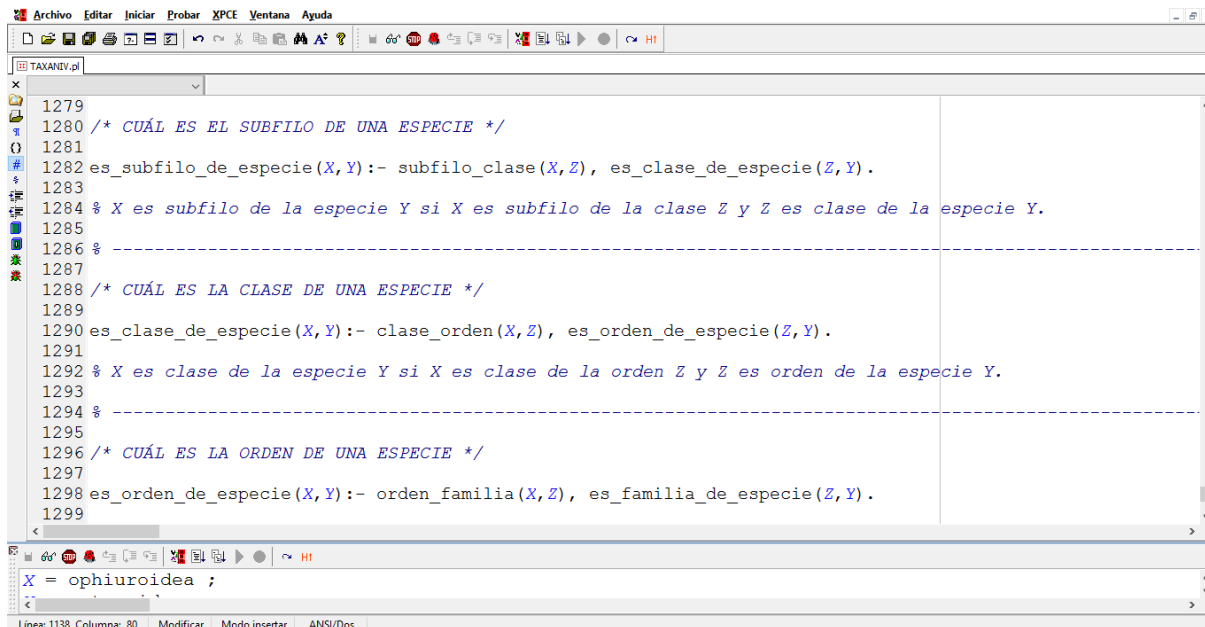 Archivo Editar Iniciar Probar XPCE Ventana Ayuda
TAXANIV.pl
1279
1280 /* CUÁL ES EL SUBFILO DE UNA ESPECIE */
1281
1282 es_subfilo_de_especie(X,Y):- subfilo_clase(X,Z), es_clase_de_especie(Z,Y).
1283
1284 % X es subfilo de la especie Y si X es subfilo de la clase Z y Z es clase de la especie Y.
1285
1286 % -------------------------------------------------------------------------------------------------------
1287
1288 /* CUÁL ES LA CLASE DE UNA ESPECIE */
1289
1290 es_clase_de_especie(X,Y):- clase_orden(X,Z), es_orden_de_especie(Z,Y).
1291
1292 % X es clase de la especie Y si X es clase de la orden Z y Z es orden de la especie Y.
1293
1294 % -------------------------------------------------------------------------------------------------------
1295
1296 /* CUÁL ES LA ORDEN DE UNA ESPECIE */
1297
1298 es_orden_de_especie(X,Y):- orden_familia(X,Z), es_familia_de_especie(Z,Y).
1299
X = ophiuroidea ;
Línea: 1138 Columna: 80 Modificar Modo insertar ANSI/Dos